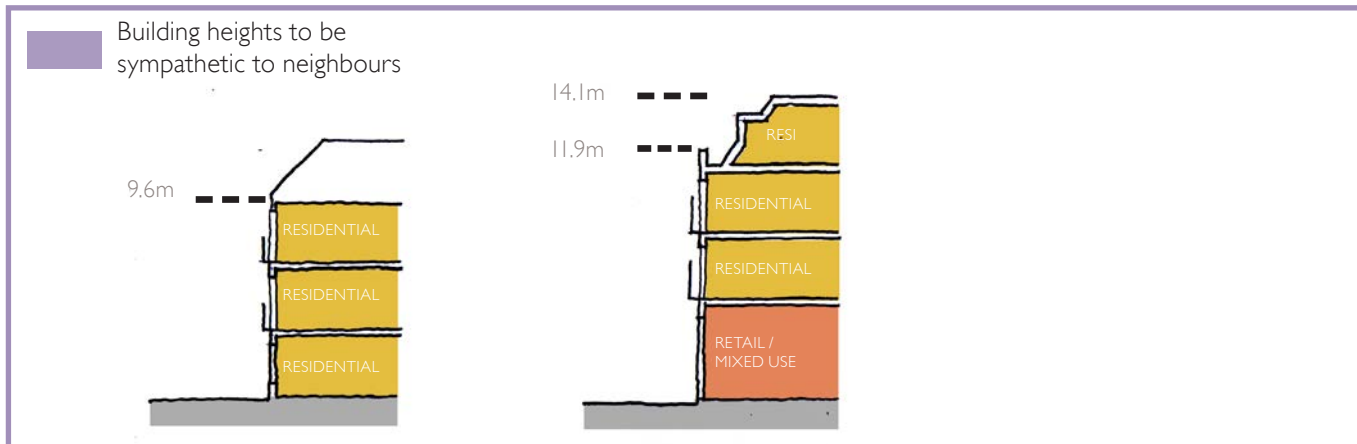 Building heights to be
sympathetic to neighbours
9.6m
RESIDENTIAL
RESIDENTIAL
RESIDENTIAL
14.1m
11.9m
RESI
RESIDENTIAL
RESIDENTIAL
RETAIL /
MIXED USE